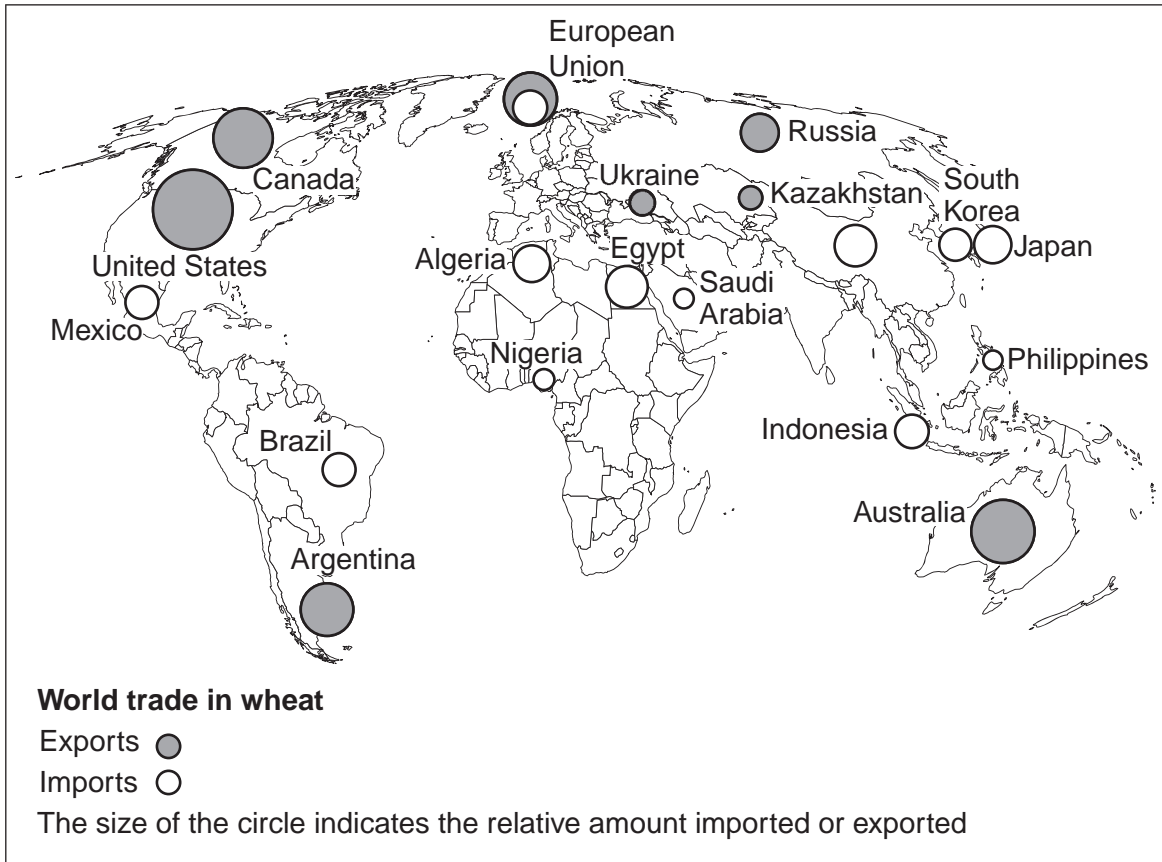 European
Union
Russia
Canada
Ukraine
Kazakhstan
South
Korea
Japan
United States
Algeria
Egypt
Saudi
Arabia
Mexico
Nigeria
Philippines
Brazil
Indonesia
Australia
Argentina
World trade in wheat
Exports
Imports
The size of the circle indicates the relative amount imported or exported